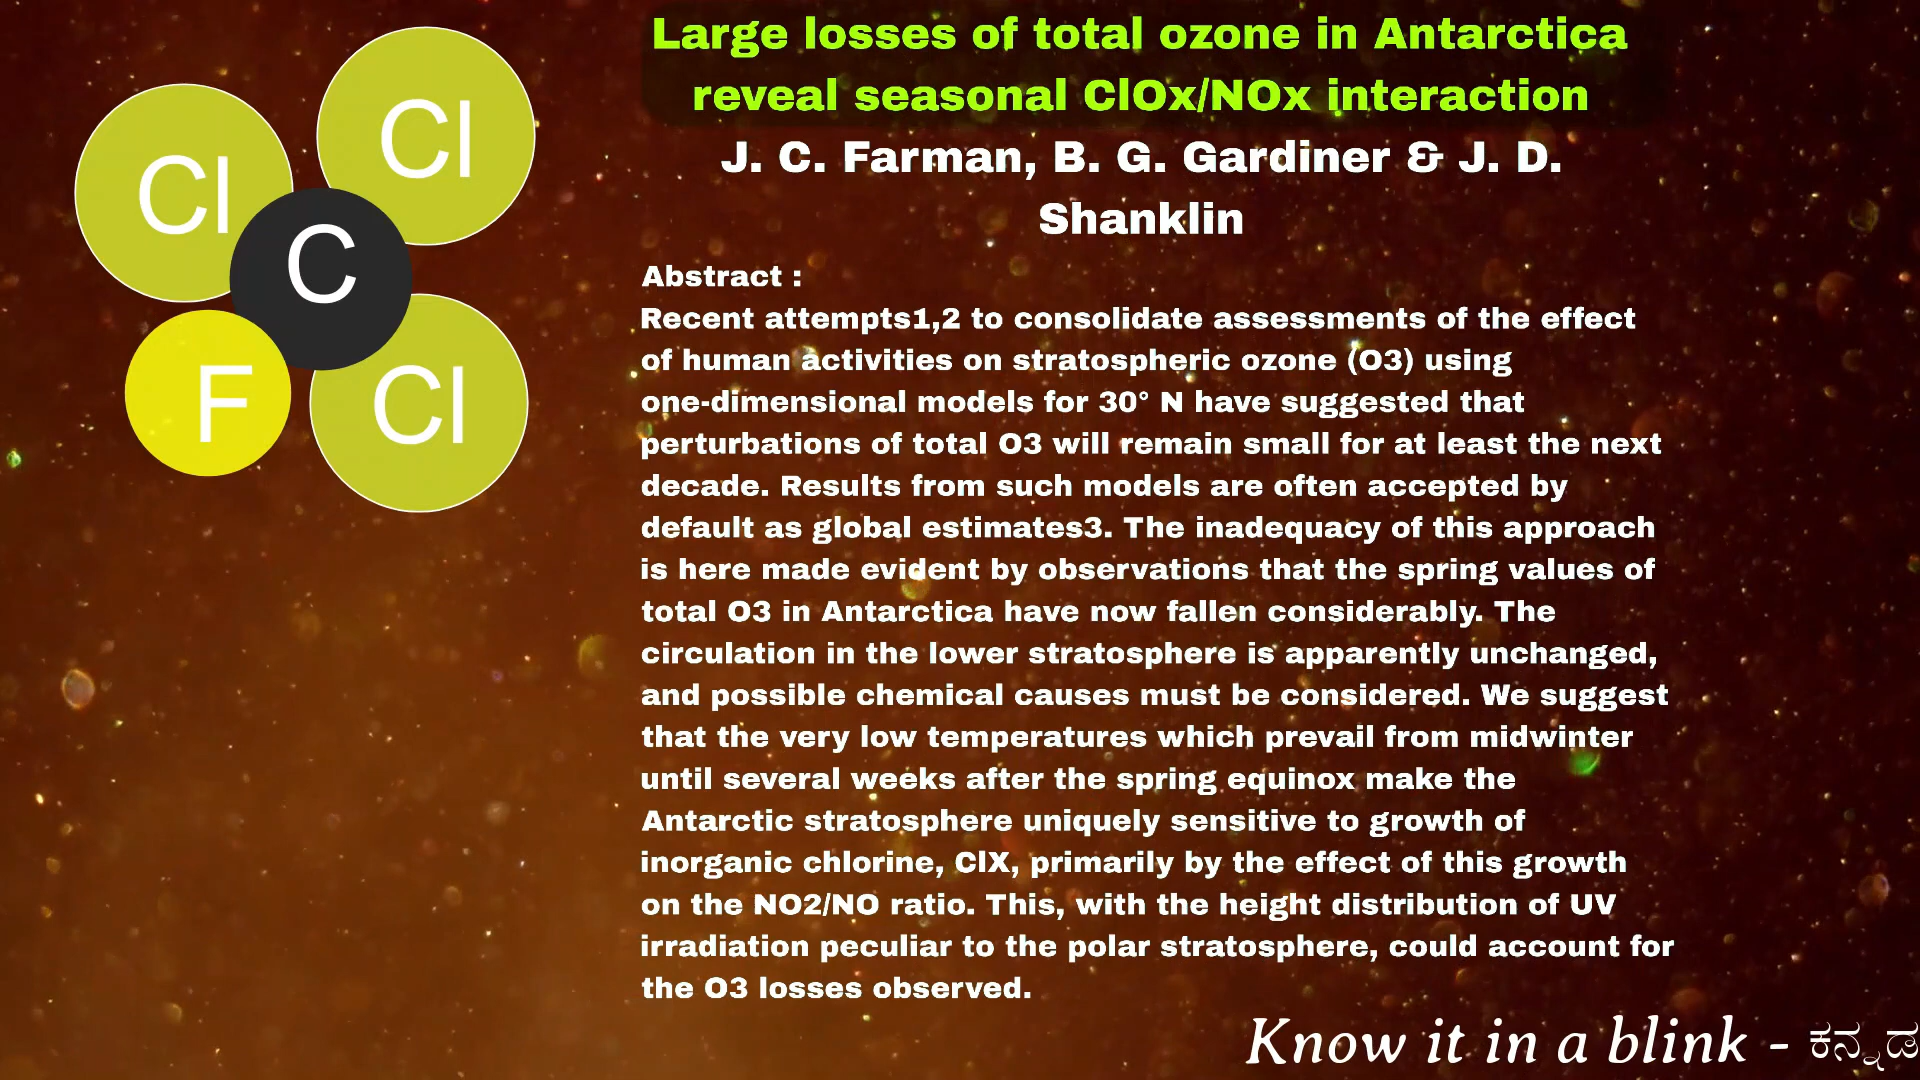 Cl
Cl
C
F
Cl
Large losses of total ozone in Antarctica
reveal seasonal ClOx/NOx interaction
J. C. Farman, B. G. Gardiner & J. D.
Shanklin
Abstract :
Recent attempts1,2 to consolidate assessments of the effect
of human activities on stratospheric ozone (O3) using
one-dimensional models for 30° N have suggested that
perturbations of total O3 will remain small for at least the next
decade. Results from such models are often accepted by
default as global estimates3. The inadequacy of this approach
is here made evident by observations that the spring values of
total O3 in Antarctica have now fallen considerably. The
circulation in the lower stratosphere is apparently unchanged,
and possible chemical causes must be considered. We suggest
that the very low temperatures which prevail from midwinter
until several weeks after the spring equinox make the
Antarctic stratosphere uniquely sensitive to growth of
inorganic chlorine, ClX, primarily by the effect of this growth
on the NO2/NO ratio. This, with the height distribution of UV
irradiation peculiar to the polar stratosphere, could account for
the O3 losses observed.
Know it in a blink - ಕನ್ನಡ